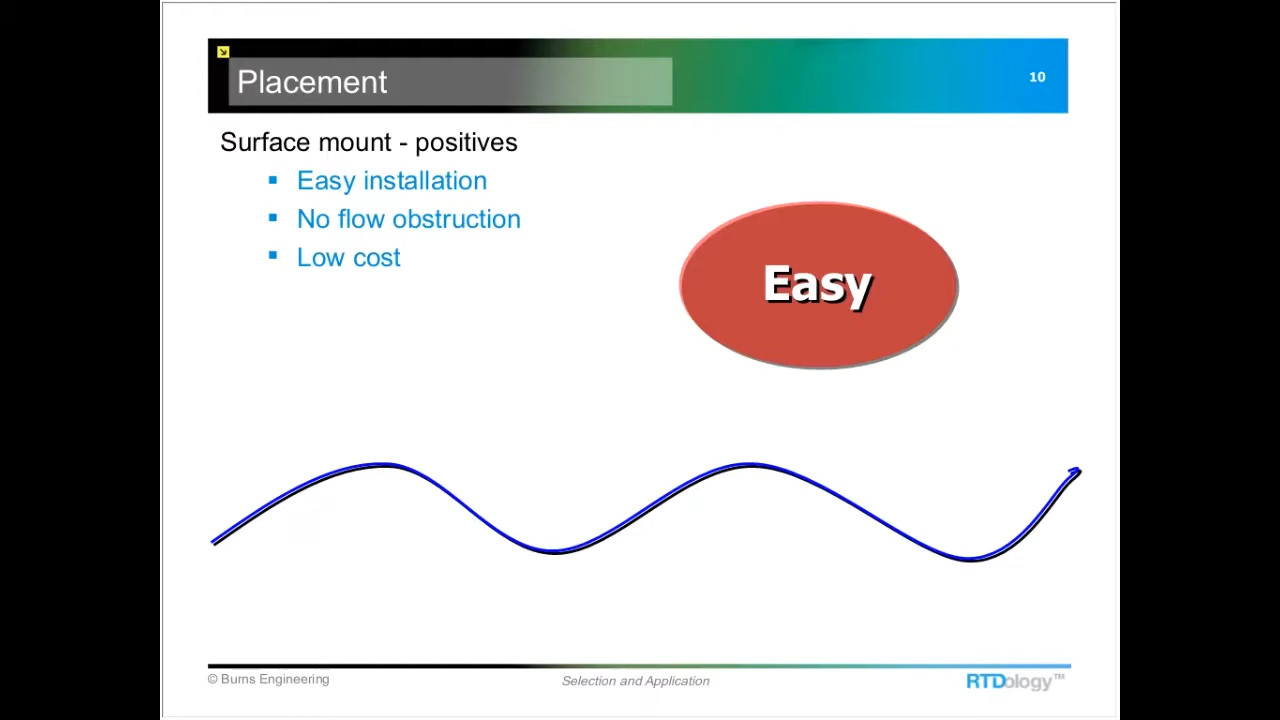 Placement
10
Surface mount - positives
Easy installation
No flow obstruction
Low cost
Easy
© Burns Engineering
Selection and Application
RTDology™